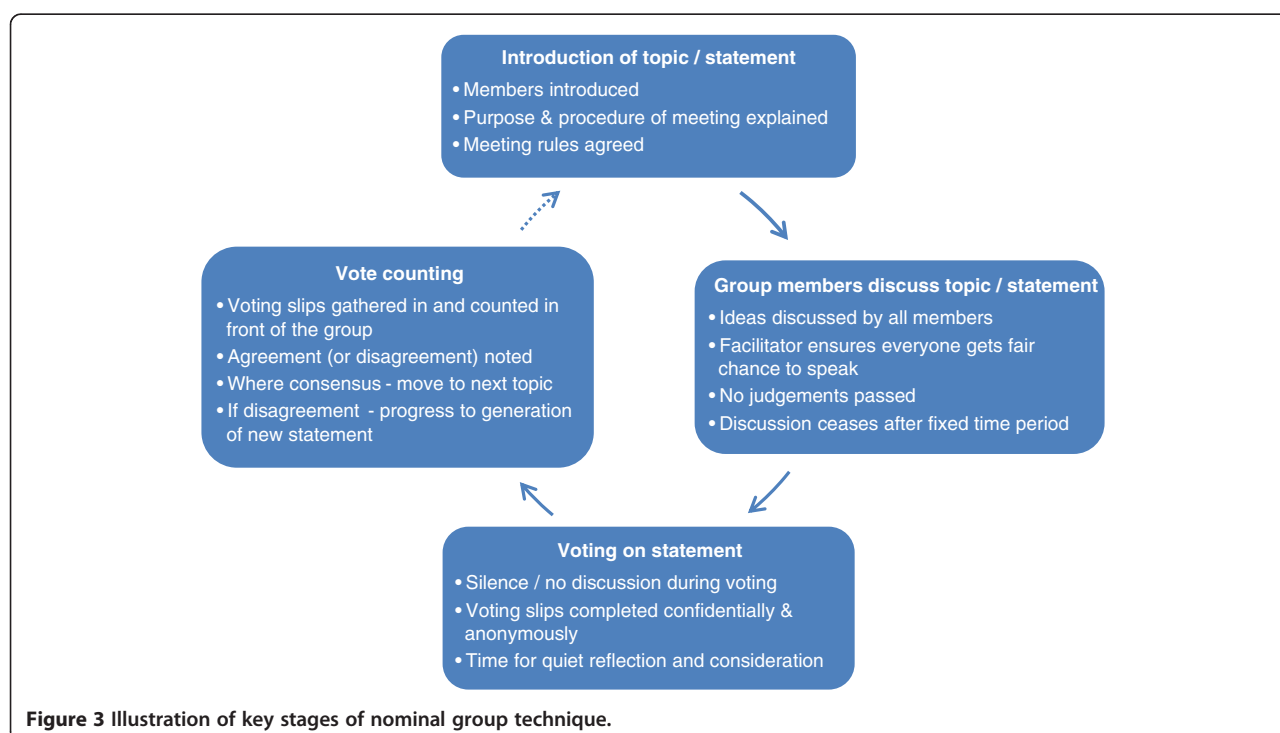 Introduction of topic / statement
• Members introduced
• Purpose & procedure of meeting explained
• Meeting rules agreed
Group members discuss topic / statement
• Ideas discussed by all members
• Facilitator ensures everyone gets fair
chance to speak
• No judgements passed
• Discussion ceases after fixed time period
Voting on statement
• Silence / no discussion during voting
• Voting slips completed confidentially &
anonymously
• Time for quiet reflection and consideration
Vote counting
• Voting slips gathered in and counted in
front of the group
• Agreement (or disagreement) noted
• Where consensus - move to next topic
• If disagreement - progress to generation
of new statement
Figure 3 Illustration of key stages of nominal group technique.